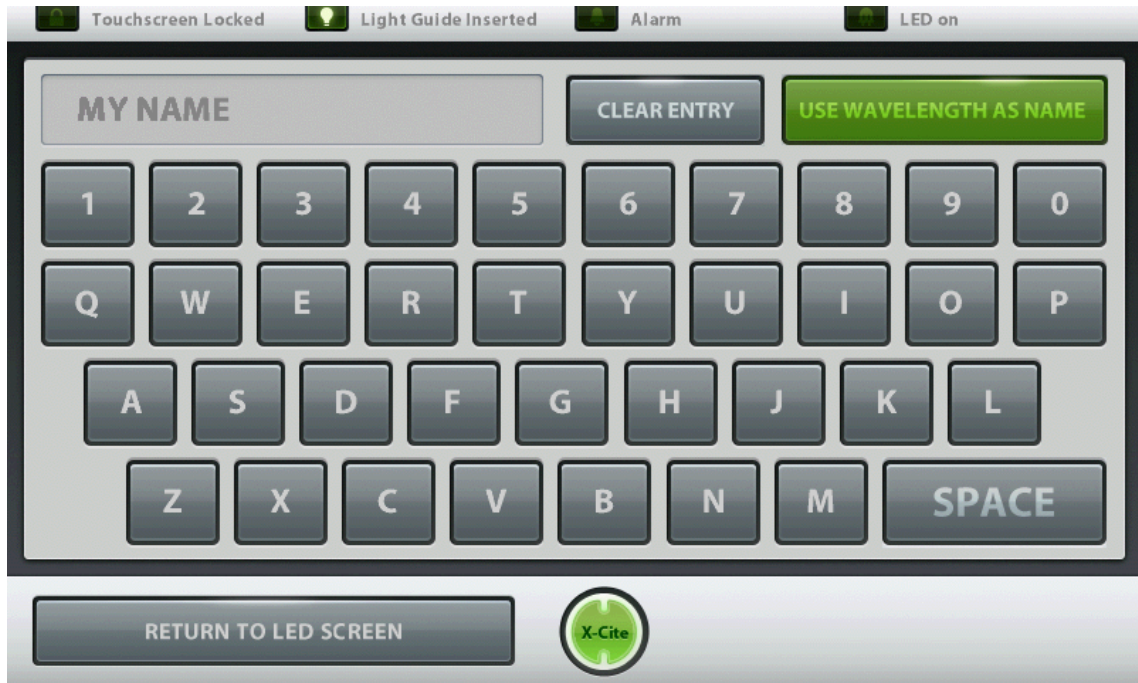 Touchscreen Locked Light Guide Inserted Alarm LED on
MY NAME CLEAR ENTRY USE WAVELENGTH AS NAME
1 2 3 4 5 6 7 8 9 0
Q W E R T Y U I O P
A S D F G H J K L
Z X C V B N M SPACE
RETURN TO LED SCREEN X-Cite